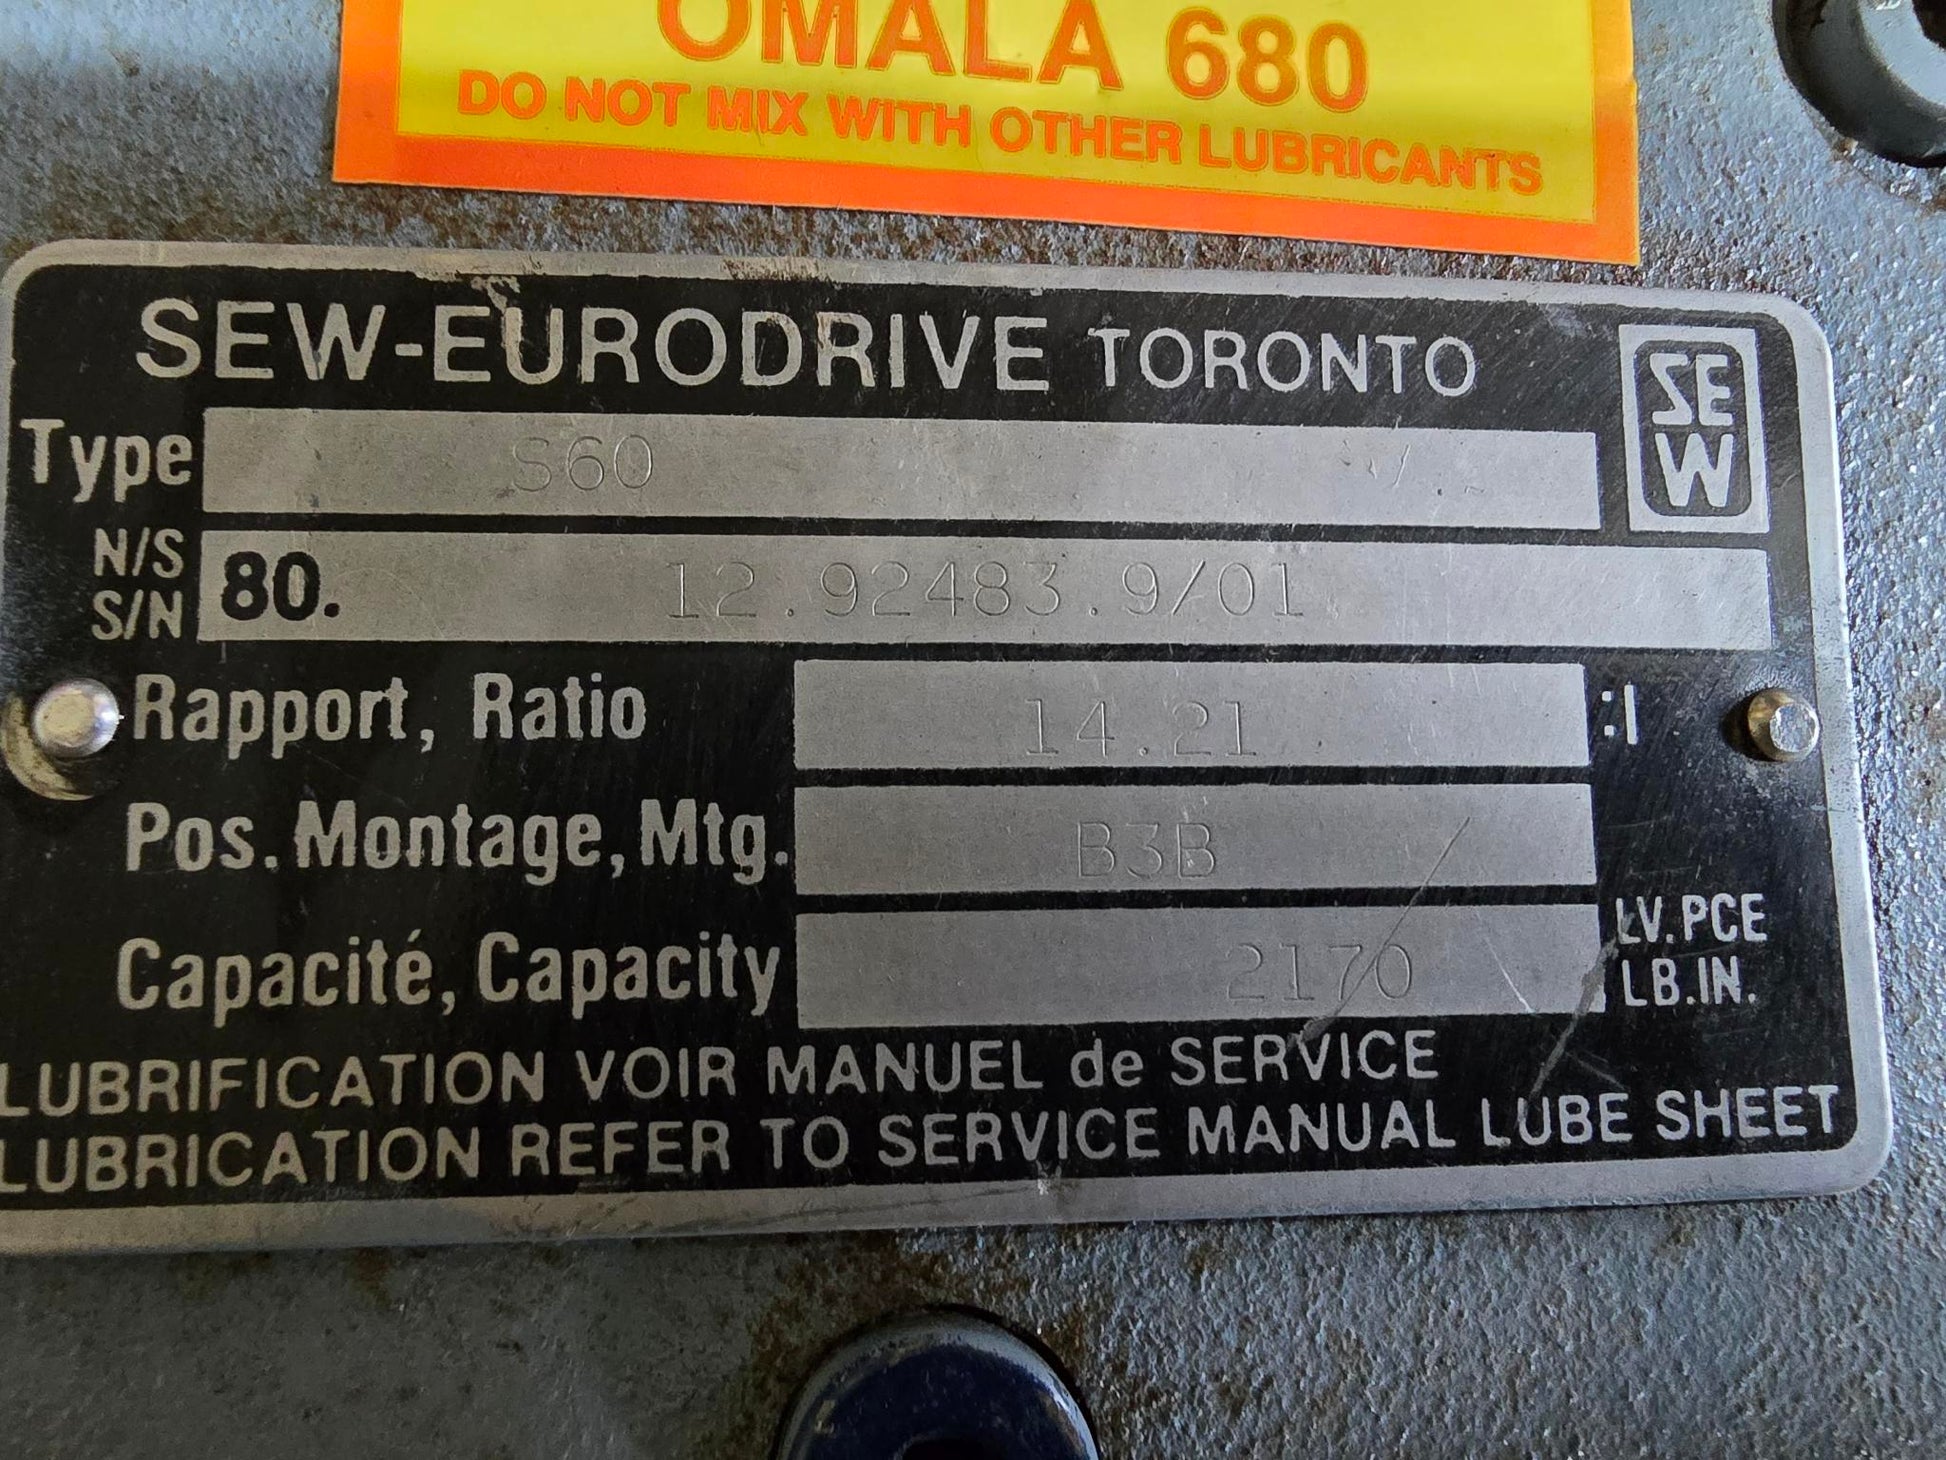 OMALA 680
DO NOT MIX WITH OTHER LUBRICANTS
SEW-EURODRIVE TORONTO
SEW
Type S60
N/S
S/N 80. 12.92483.9/01
Rapport, Ratio 14.21 :1
Pos. Montage, Mtg. B3B
Capacité, Capacity 2170 LV.PCE
LB.IN.
LUBRIFICATION VOIR MANUEL de SERVICE
LUBRICATION REFER TO SERVICE MANUAL LUBE SHEET